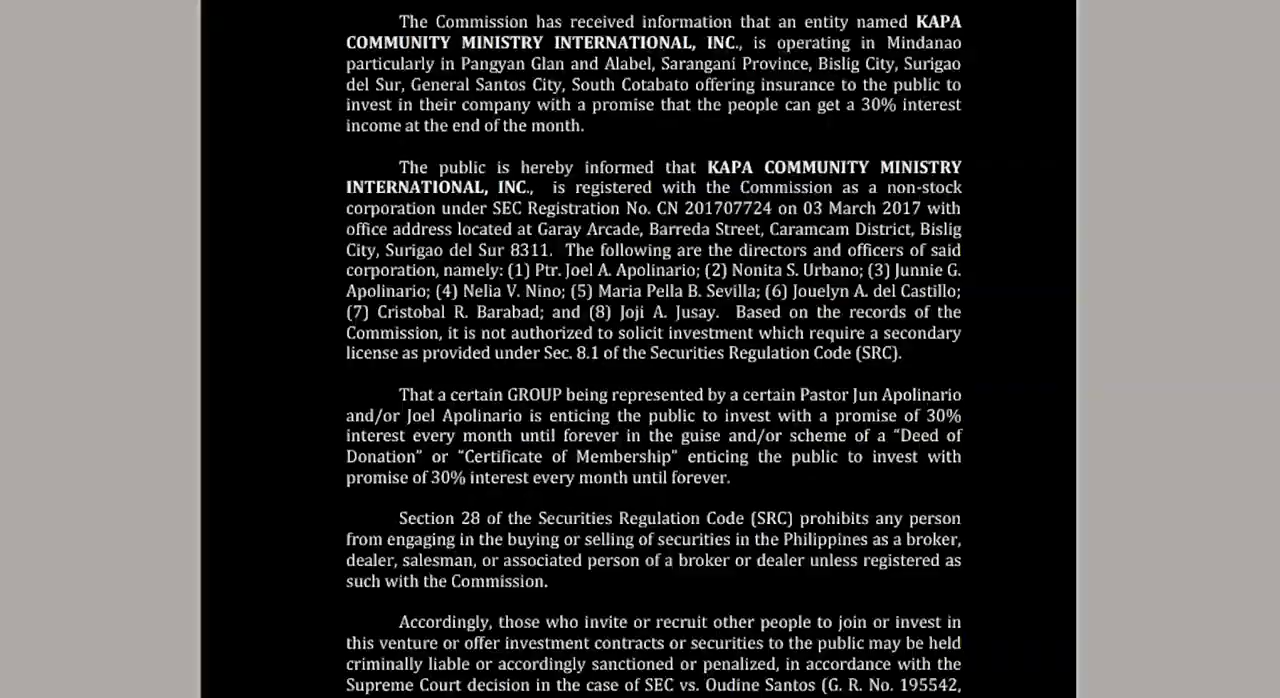 The Commission has received information that an entity named KAPA
COMMUNITY MINISTRY INTERNATIONAL, INC., is operating in Mindanao
particularly in Pangyan Glan and Alabel, Sarangani Province, Bislig City, Surigao
del Sur, General Santos City, South Cotabato offering insurance to the public to
invest in their company with a promise that the people can get a 30% interest
income at the end of the month.
The public is hereby informed that KAPA COMMUNITY MINISTRY
INTERNATIONAL, INC., is registered with the Commission as a non-stock
corporation under SEC Registration No. CN 201707724 on 03 March 2017 with
office address located at Garay Arcade, Barreda Street, Caramcam District, Bislig
City, Surigao del Sur 8311. The following are the directors and officers of said
corporation, namely: (1) Ptr. Joel A. Apolinario; (2) Nonita S. Urbano; (3) Junnie G.
Apolinario; (4) Nelia V. Nino; (5) Maria Pella B. Sevilla; (6) Jouelyn A. del Castillo;
(7) Cristobal R. Barabad; and (8) Joji A. Jusay. Based on the records of the
Commission, it is not authorized to solicit investment which require a secondary
license as provided under Sec. 8.1 of the Securities Regulation Code (SRC).
That a certain GROUP being represented by a certain Pastor Jun Apolinario
and/or Joel Apolinario is enticing the public to invest with a promise of 30%
interest every month until forever in the guise and/or scheme of a “Deed of
Donation” or “Certificate of Membership” enticing the public to invest with
promise of 30% interest every month until forever.
Section 28 of the Securities Regulation Code (SRC) prohibits any person
from engaging in the buying or selling of securities in the Philippines as a broker,
dealer, salesman, or associated person of a broker or dealer unless registered as
such with the Commission.
Accordingly, those who invite or recruit other people to join or invest in
this venture or offer investment contracts or securities to the public may be held
criminally liable or accordingly sanctioned or penalized, in accordance with the
Supreme Court decision in the case of SEC vs. Oudine Santos (G. R. No. 195542,